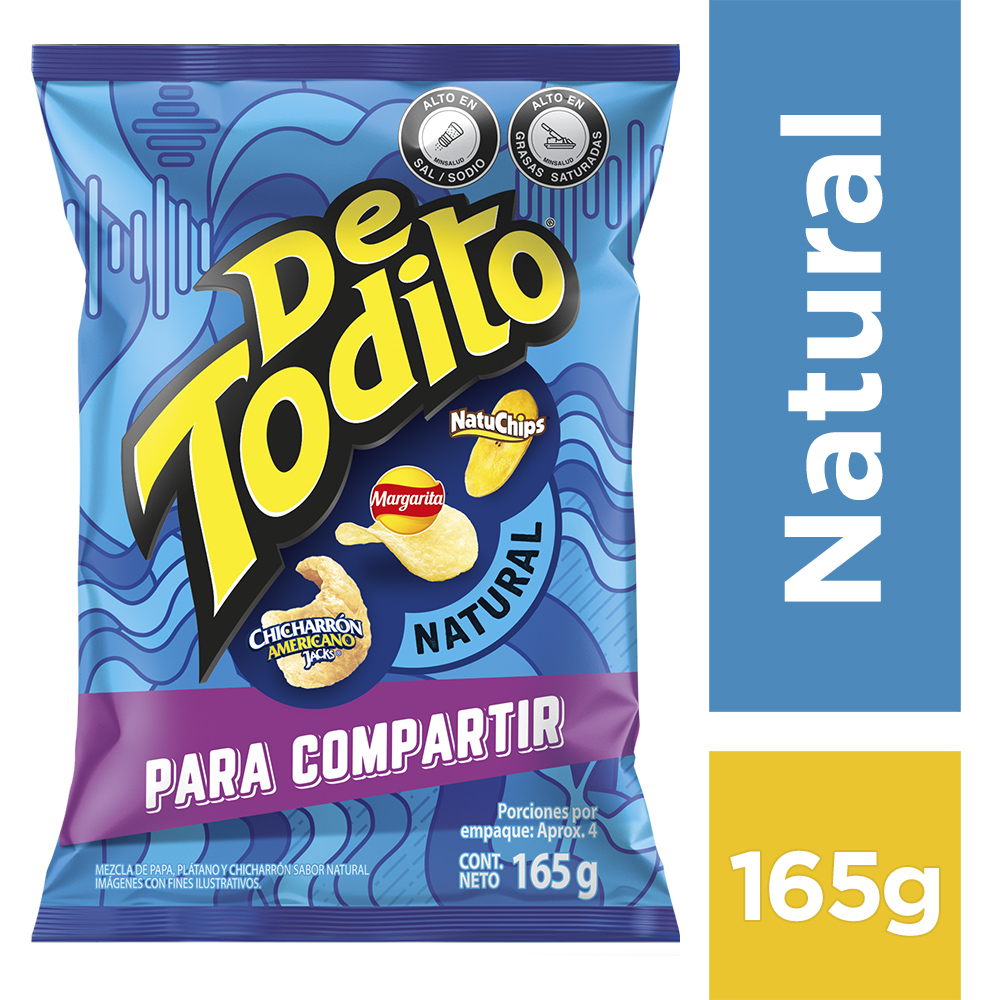 ALTO EN
MINSALUD
SAL / SODIO
ALTO EN
MINSALUD
GRASAS SATURADAS
De
Todito®
NatuChips
Margarita
CHICHARRÓN
AMERICANO
JACKS®
NATURAL
PARA COMPARTIR
Porciones por
empaque: Aprox. 4
CONT.
NETO 165 g
MEZCLA DE PAPA, PLÁTANO Y CHICHARRÓN SABOR NATURAL
IMÁGENES CON FINES ILUSTRATIVOS.
Natural
165g